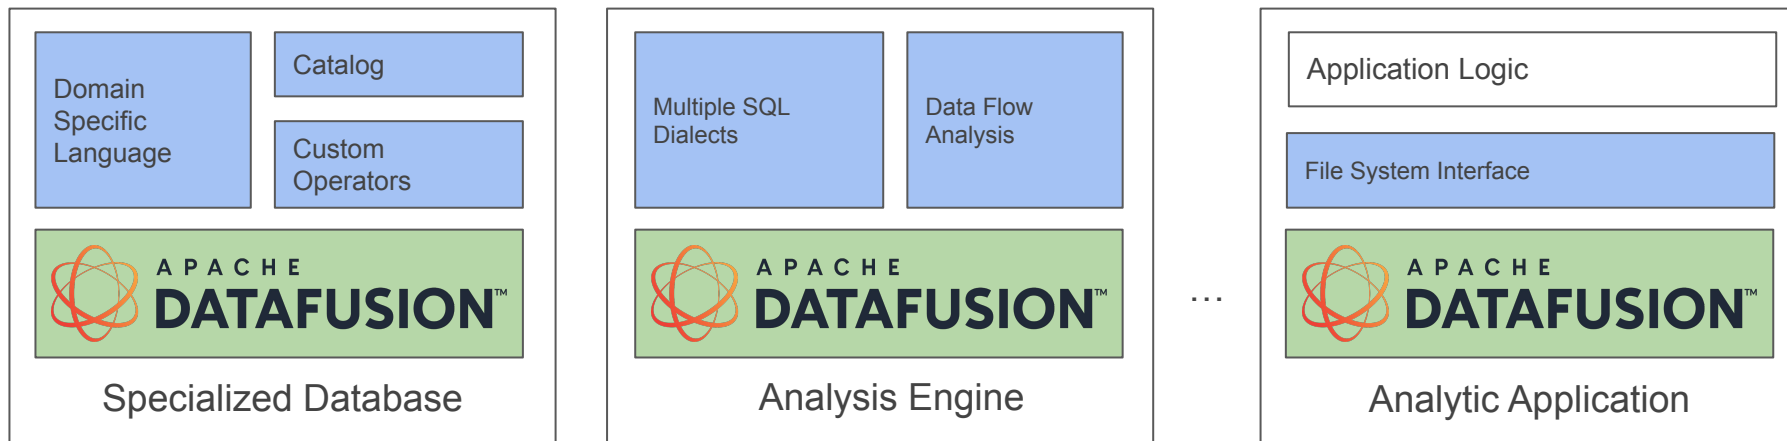 Domain
Specific
Language
Catalog
Custom
Operators
APACHE
DATAFUSION™
Specialized Database
Multiple SQL
Dialects
Data Flow
Analysis
APACHE
DATAFUSION™
Analysis Engine
...
Application Logic
File System Interface
APACHE
DATAFUSION™
Analytic Application